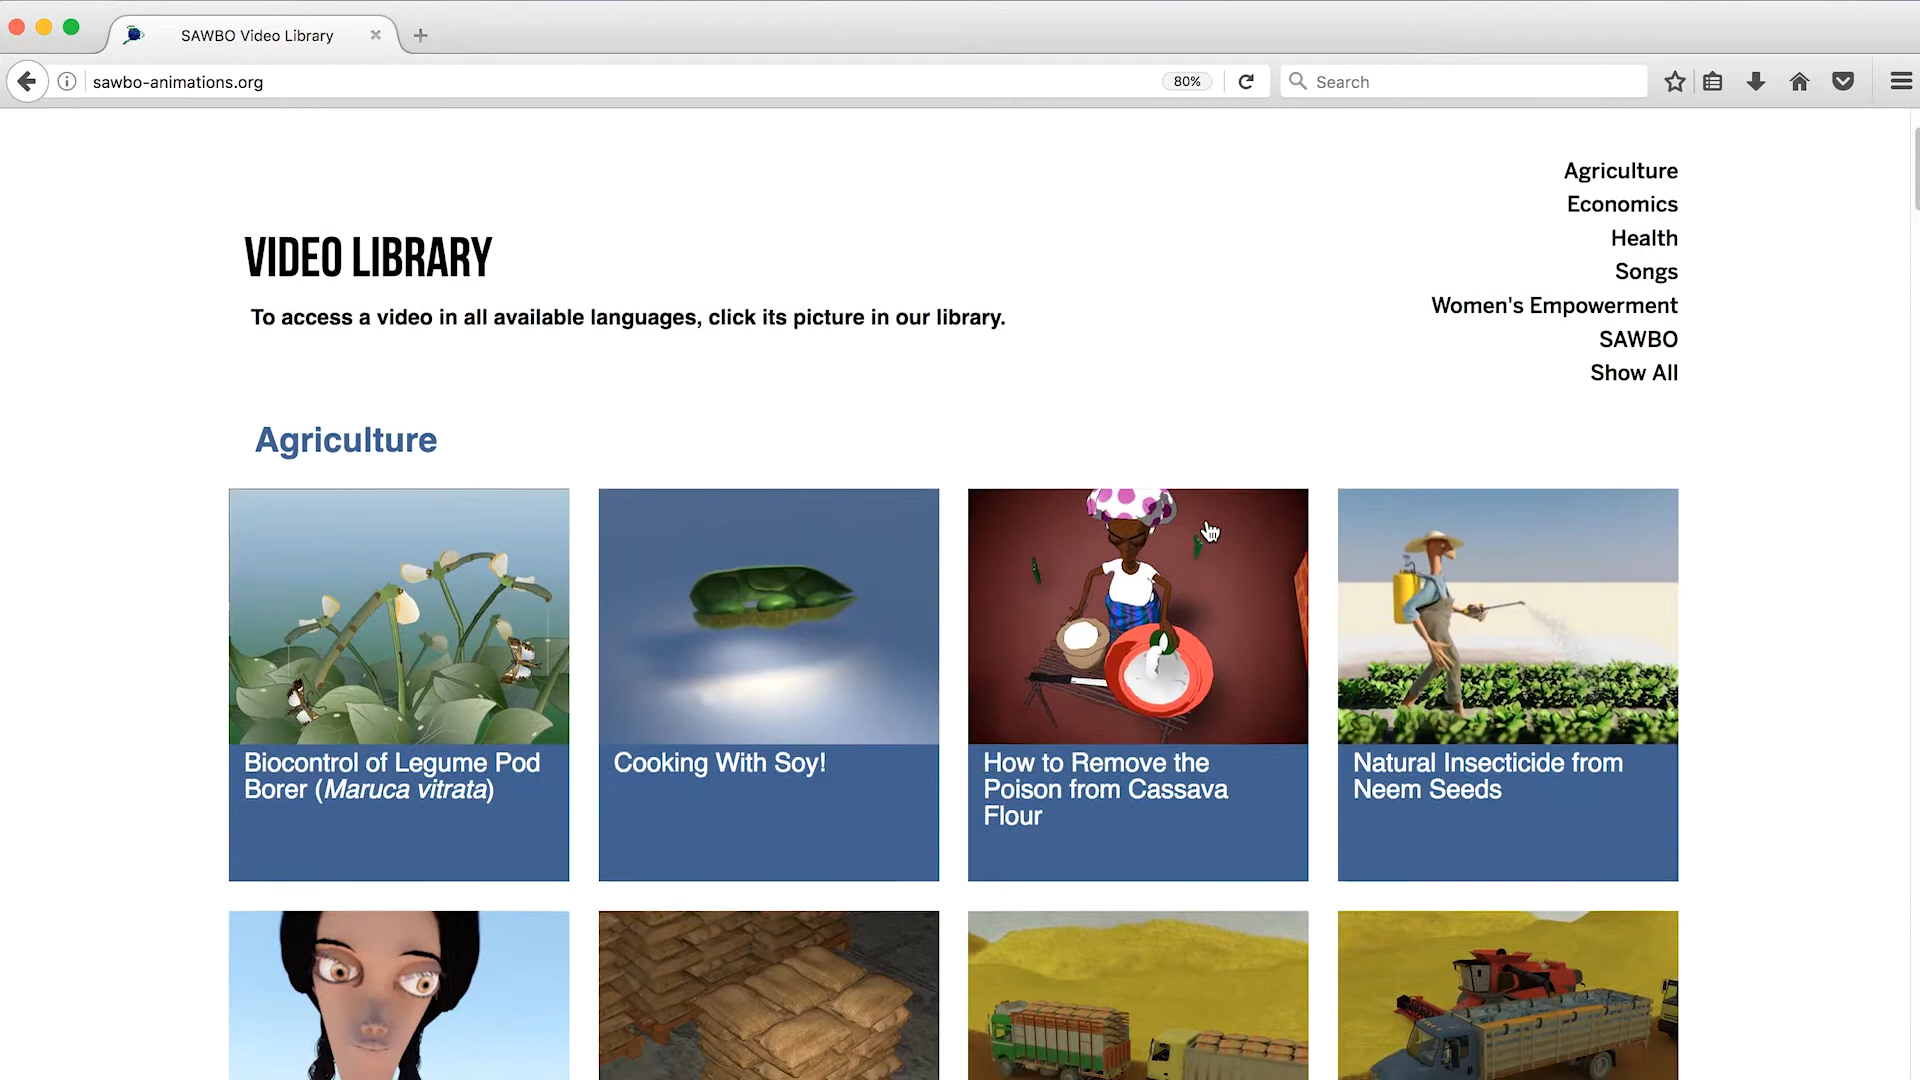 SAWBO Video Library
sawbo-animations.org
80%
Search
Agriculture
Economics
Health
Songs
Women's Empowerment
SAWBO
Show All
VIDEO LIBRARY
To access a video in all available languages, click its picture in our library.
Agriculture
Biocontrol of Legume Pod
Borer (Maruca vitrata)
Cooking With Soy!
How to Remove the
Poison from Cassava
Flour
Natural Insecticide from
Neem Seeds